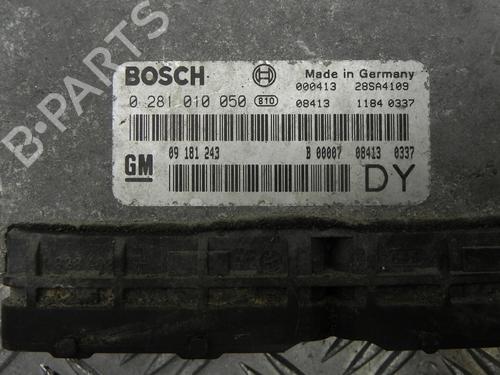 B-PARTS
BOSCH Made in Germany
000413 28SA4109
0 281 010 050 810 08413 1184 0337
09 181 243 B 00007 08413 0337
GM DY